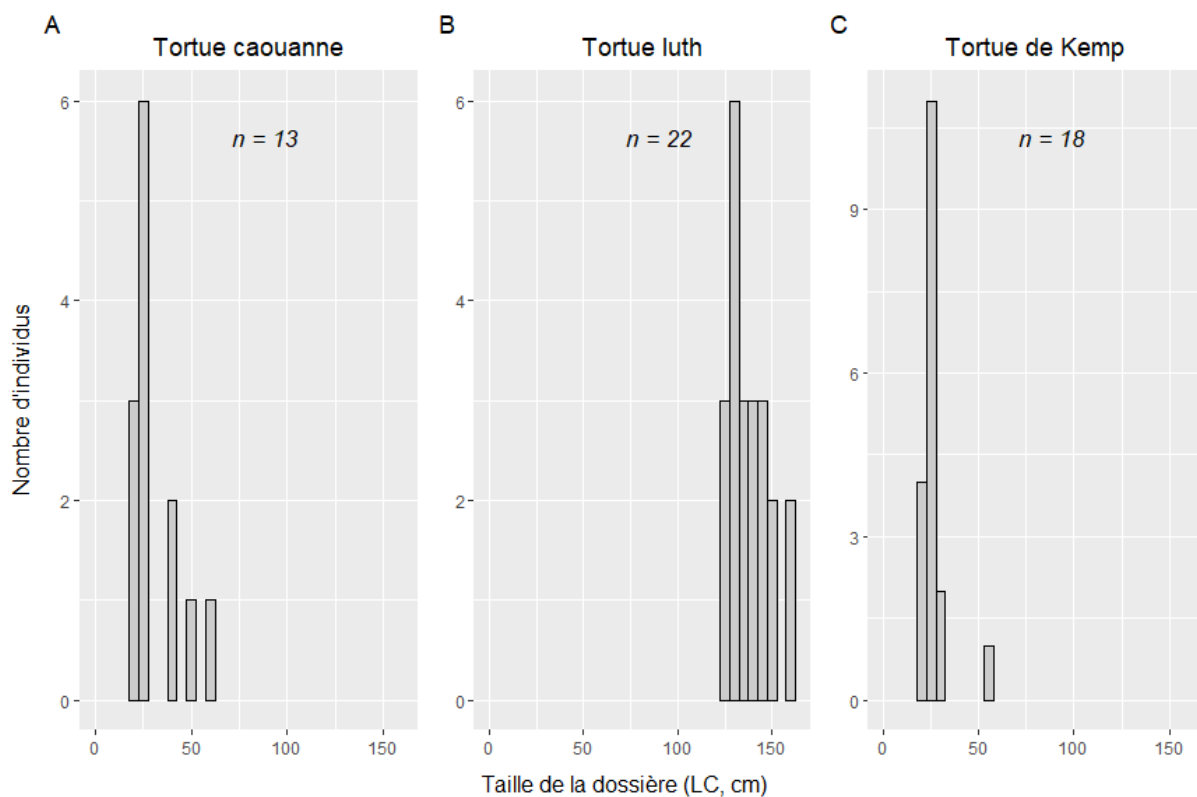 A
Tortue caouanne
B
Tortue luth
C
Tortue de Kemp
Nombre d'individus
6
4
2
0
n = 13
0 50 100 150
6
4
2
0
n = 22
0 50 100 150
9
6
3
0
n = 18
0 50 100 150
Taille de la dossière (LC, cm)